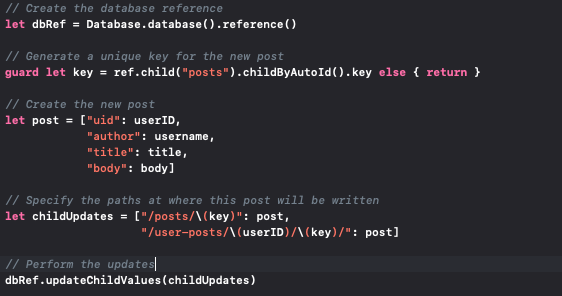 // Create the database reference
let dbRef = Database.database().reference()
// Generate a unique key for the new post
guard let key = ref.child("posts").childByAutoId().key else { return }
// Create the new post
let post = ["uid": userID,
"author": username,
"title": title,
"body": body]
// Specify the paths at where this post will be written
let childUpdates = ["/posts/\(key)": post,
"/user-posts/\(userID)/\(key)/": post]
// Perform the updates
dbRef.updateChildValues(childUpdates)